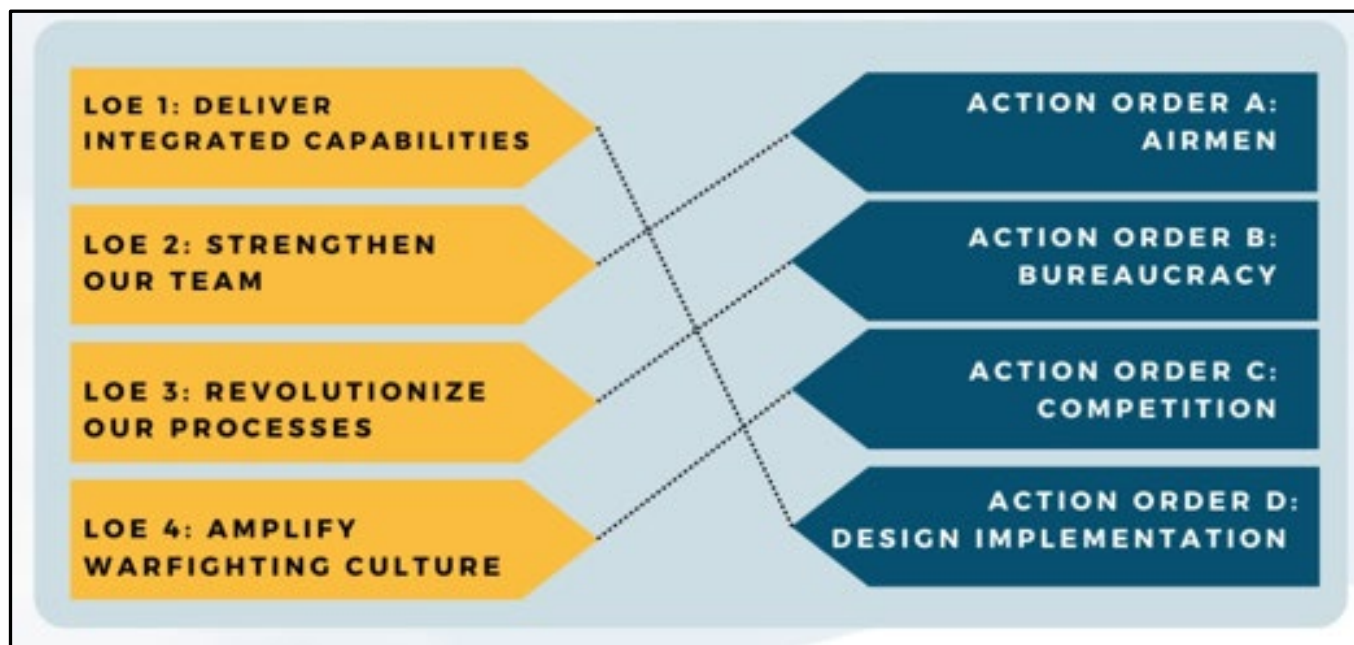 LOE 1: DELIVER
INTEGRATED CAPABILITIES
LOE 2: STRENGTHEN
OUR TEAM
LOE 3: REVOLUTIONIZE
OUR PROCESSES
LOE 4: AMPLIFY
WARFIGHTING CULTURE
ACTION ORDER A:
AIRMEN
ACTION ORDER B:
BUREAUCRACY
ACTION ORDER C:
COMPETITION
ACTION ORDER D:
DESIGN IMPLEMENTATION